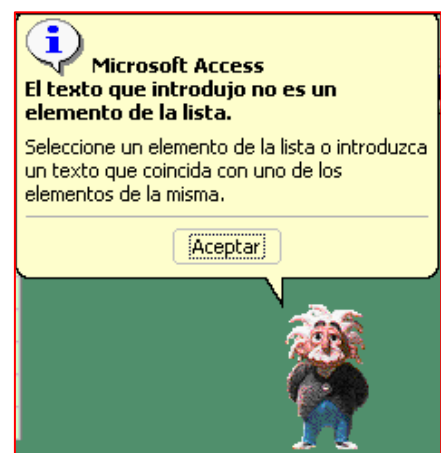 Microsoft Access
El texto que introdujo no es un
elemento de la lista.
Seleccione un elemento de la lista o introduzca
un texto que coincida con uno de los
elementos de la misma.
Aceptar